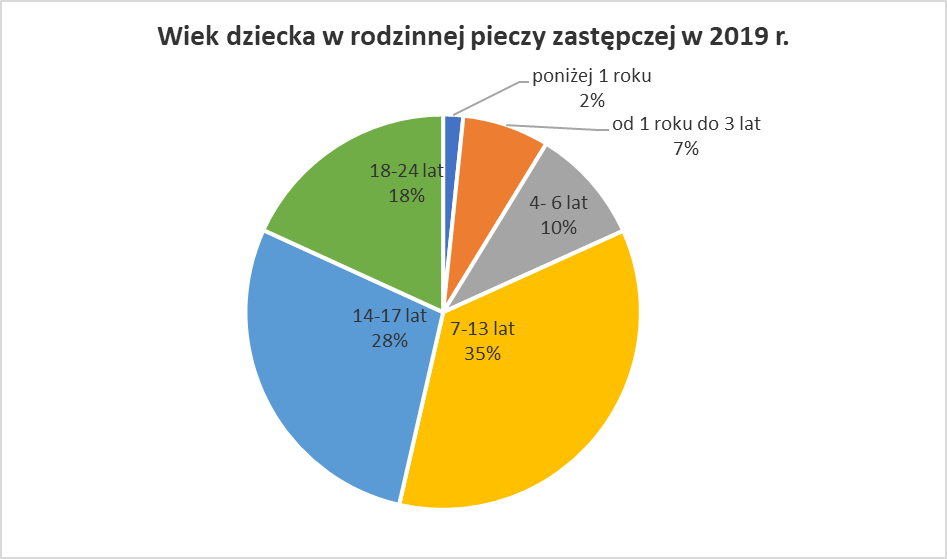 Wiek dziecka w rodzinnej pieczy zastępczej w 2019 r.
poniżej 1 roku
2%
od 1 roku do 3 lat
7%
4- 6 lat
10%
7-13 lat
35%
14-17 lat
28%
18-24 lat
18%